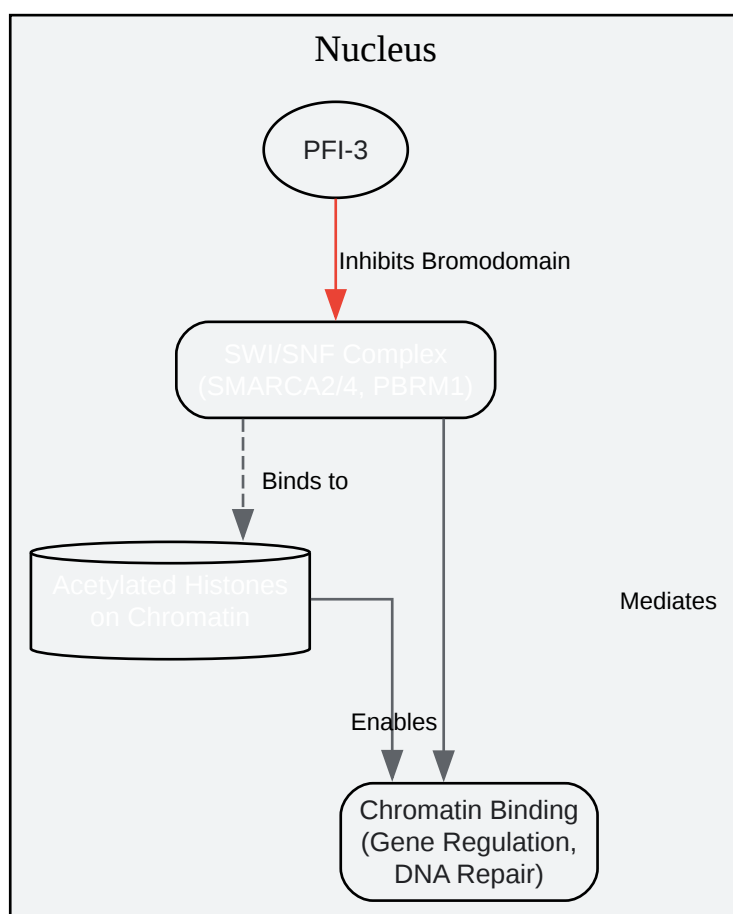 Nucleus
PFI-3
Inhibits Bromodomain
SWI/SNF Complex
(SMARCA2/4, PBRM1)
Binds to
Acetylated Histones
on Chromatin
Mediates
Enables
Chromatin Binding
(Gene Regulation,
DNA Repair)